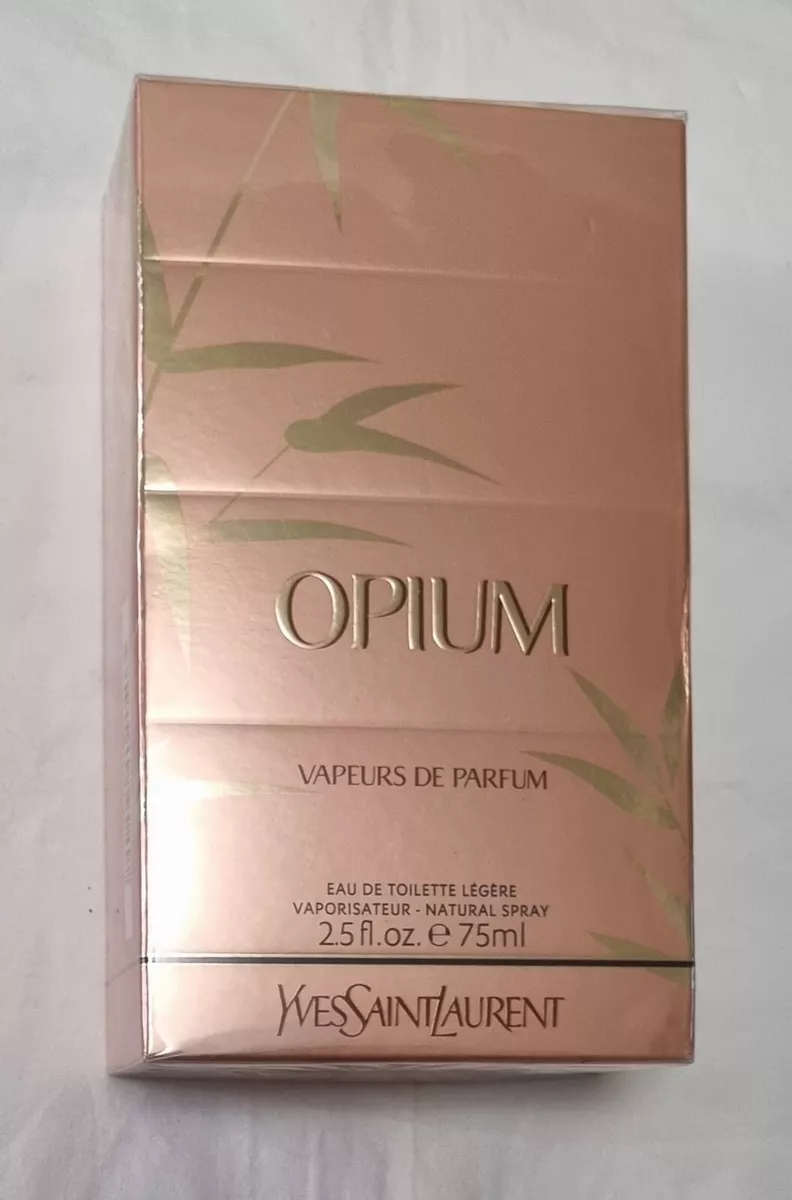 OPIUM
VAPEURS DE PARFUM
EAU DE TOILETTE LÉGÈRE
VAPORISATEUR - NATURAL SPRAY
2.5 fl.oz. ℮ 75ml
YVESSAINTLAURENT